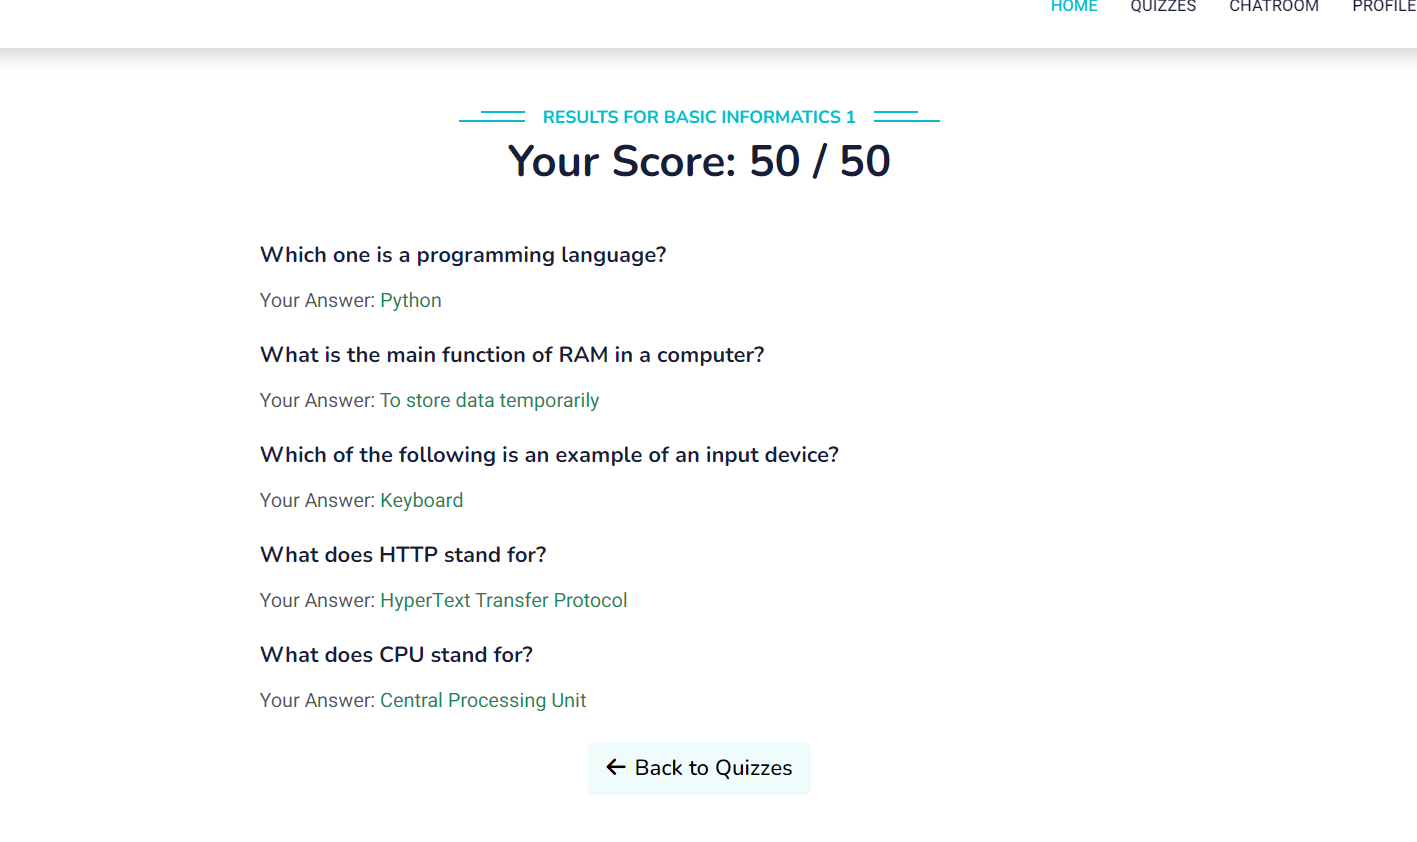 HOME QUIZZES CHATROOM PROFILE
RESULTS FOR BASIC INFORMATICS 1
Your Score: 50 / 50
Which one is a programming language?
Your Answer: Python
What is the main function of RAM in a computer?
Your Answer: To store data temporarily
Which of the following is an example of an input device?
Your Answer: Keyboard
What does HTTP stand for?
Your Answer: HyperText Transfer Protocol
What does CPU stand for?
Your Answer: Central Processing Unit
← Back to Quizzes